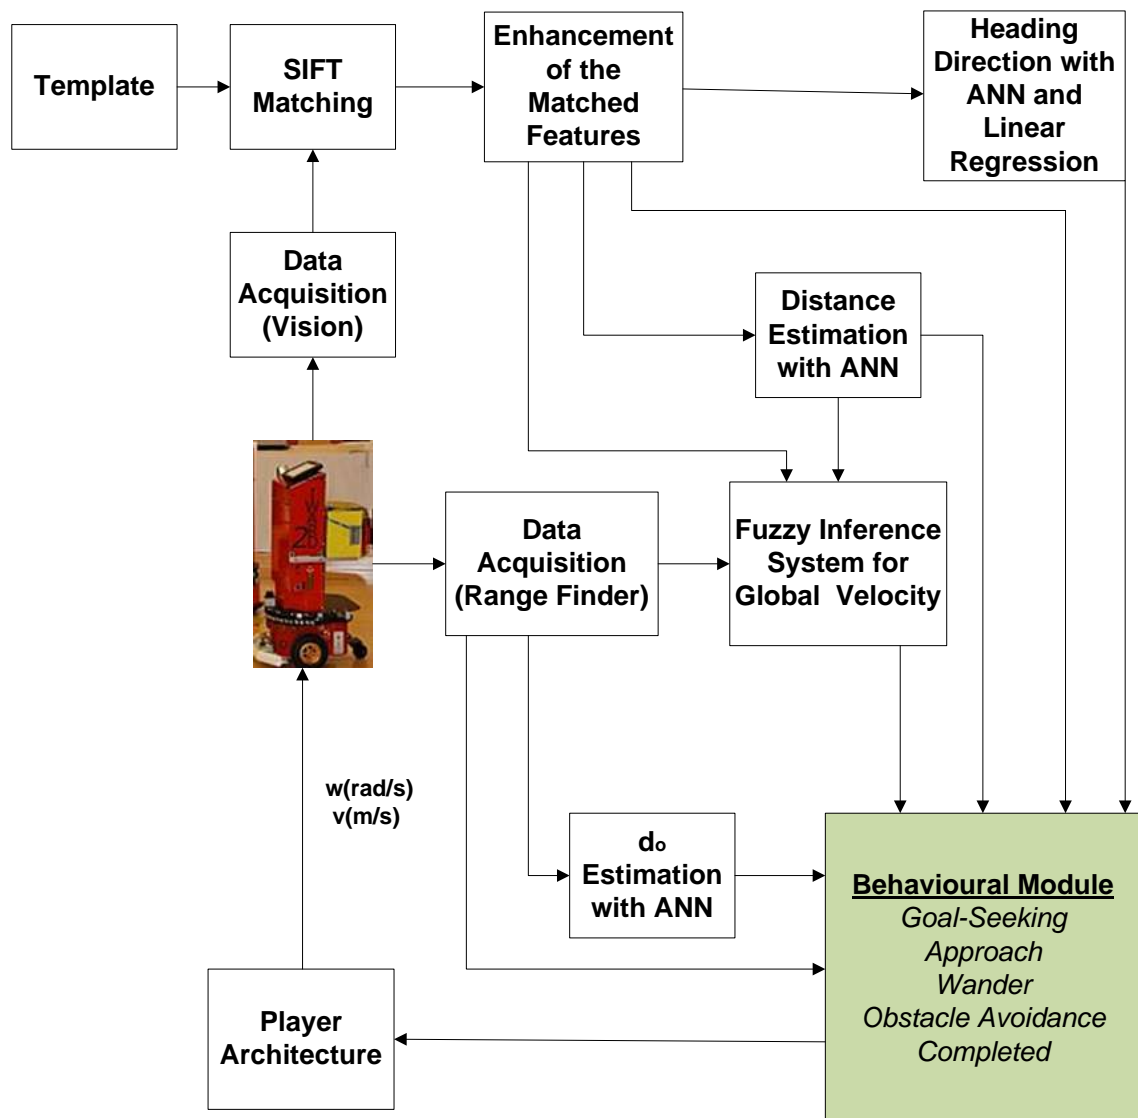 Template
SIFT
Matching
Enhancement
of the
Matched
Features
Heading
Direction with
ANN and
Linear
Regression
Data
Acquisition
(Vision)
Distance
Estimation
with ANN
Data
Acquisition
(Range Finder)
Fuzzy Inference
System for
Global Velocity
w(rad/s)
v(m/s)
dₒ
Estimation
with ANN
Behavioural Module
Goal-Seeking
Approach
Wander
Obstacle Avoidance
Completed
Player
Architecture